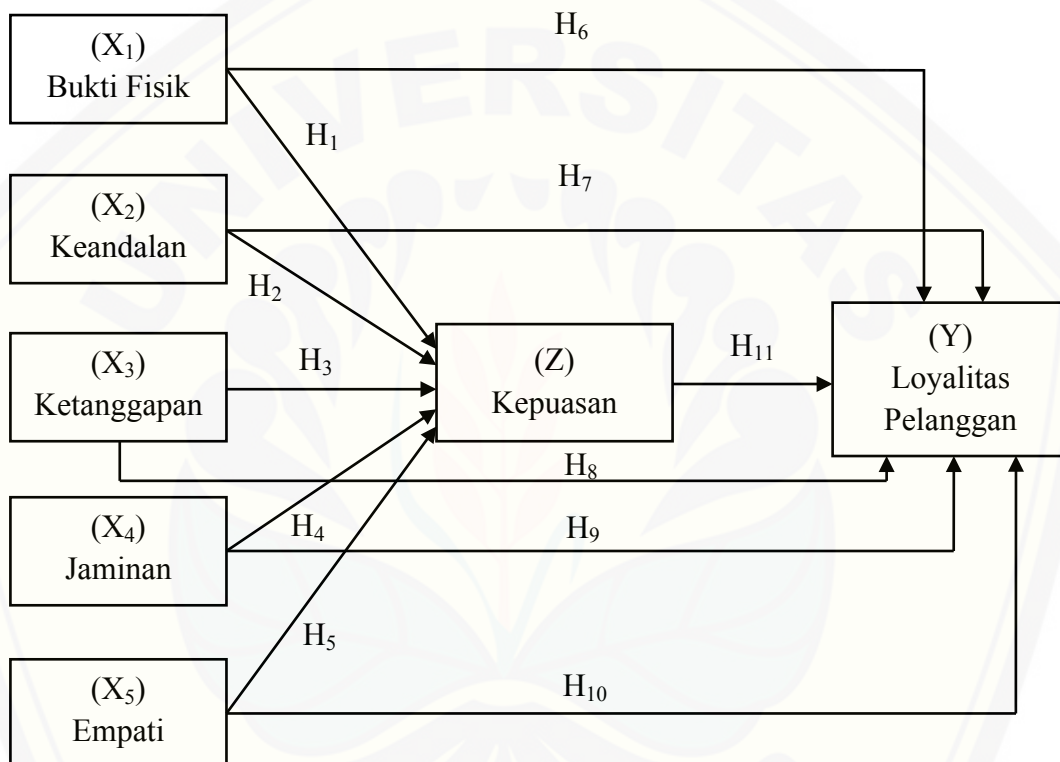 (X₁)
Bukti Fisik
H₆
H₁
(X₂)
Keandalan
H₇
H₂
(X₃)
Ketanggapan
H₃
(Z)
Kepuasan
H₁₁
(Y)
Loyalitas
Pelanggan
H₈
(X₄)
Jaminan
H₄
H₉
H₅
(X₅)
Empati
H₁₀
UNIVERSITAS